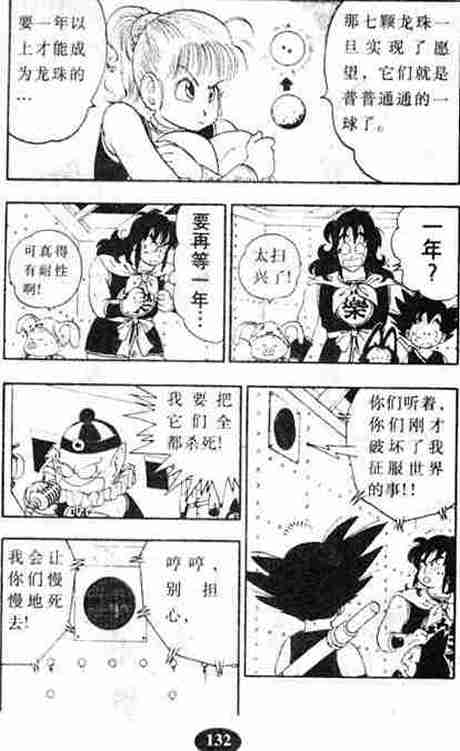 那七颗龙珠一
旦实现了愿
望，它们就是
普普通通的一
球了。
要一年以
上才能成
为龙珠的
…
一年？
太扫
兴了！
樂
要再等一年…
樂
可真得
有耐性
啊！
你们听着，
你们刚才
破坏了我
征服世界
的事！！
我要把
它们全
都杀死！
哼哼，
别担
心，
我会让
你们慢
慢地死
去！
132